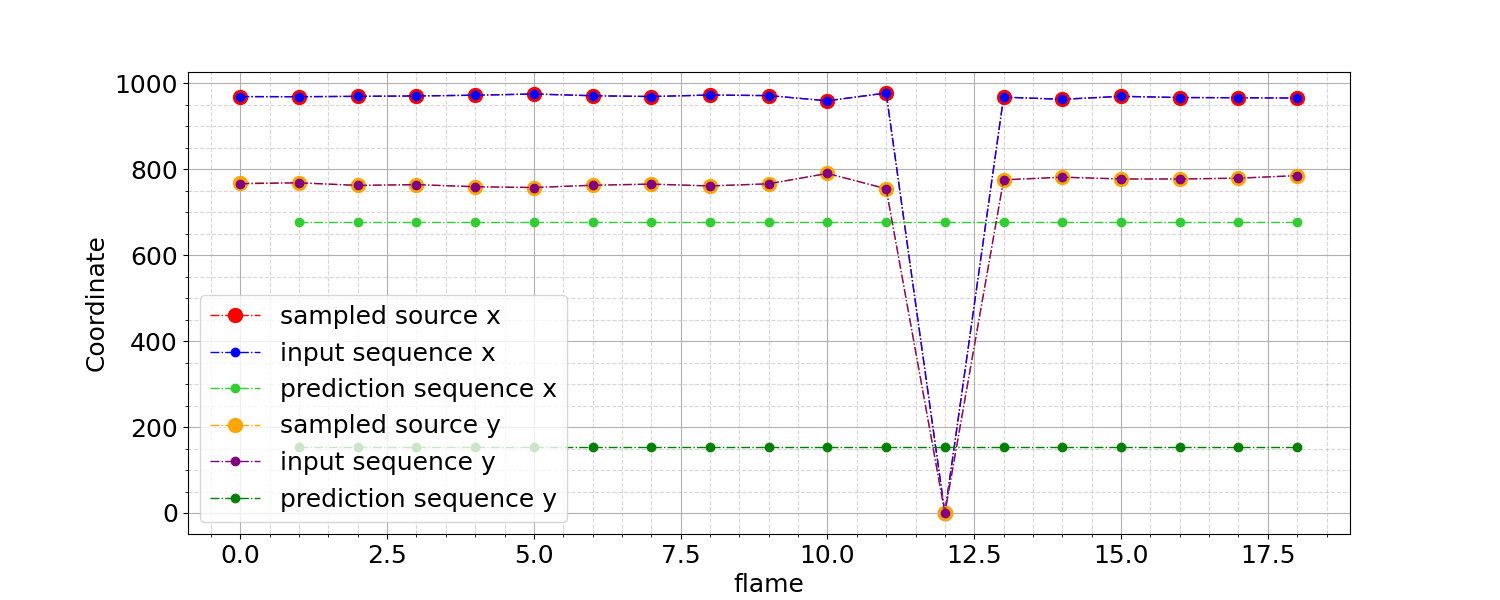 1000
800
600
400
200
0
Coordinate
sampled source x
input sequence x
prediction sequence x
sampled source y
input sequence y
prediction sequence y
0.0 2.5 5.0 7.5 10.0 12.5 15.0 17.5
flame